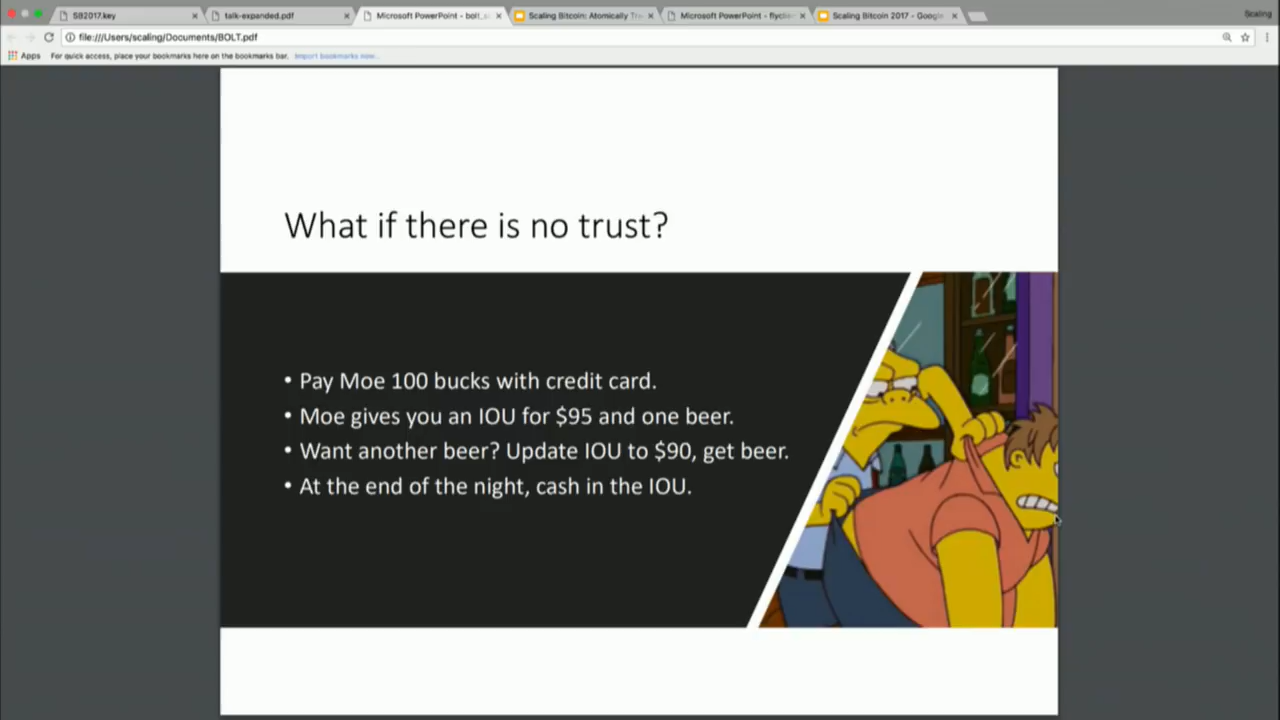 Scaling
SB2017.key
talk-expanded.pdf
Microsoft PowerPoint - bolt_s
Scaling Bitcoin: Atomically Tra
Microsoft PowerPoint - flyclien
Scaling Bitcoin 2017 - Google
file:///Users/scaling/Documents/BOLT.pdf
Apps
For quick access, place your bookmarks here on the bookmarks bar. Import bookmarks now...
What if there is no trust?
• Pay Moe 100 bucks with credit card.
• Moe gives you an IOU for $95 and one beer.
• Want another beer? Update IOU to $90, get beer.
• At the end of the night, cash in the IOU.